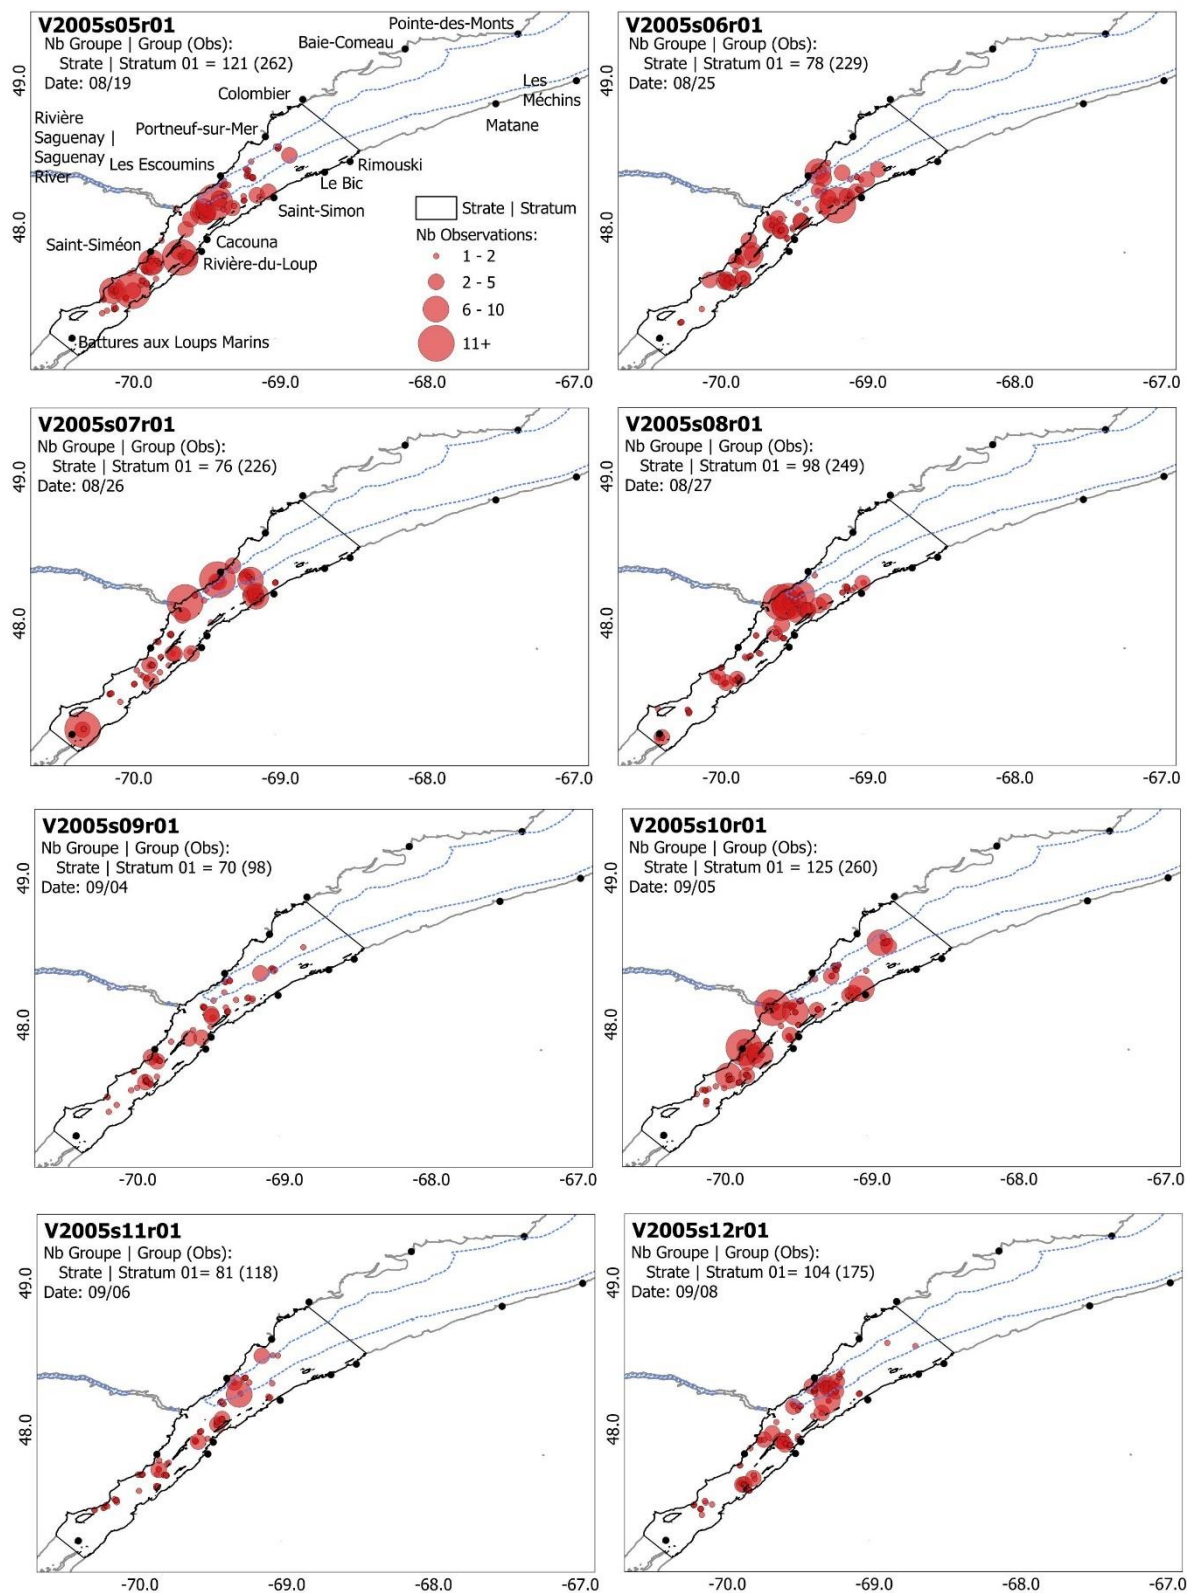 V2005s05r01
Nb Groupe | Group (Obs):
Strate | Stratum 01 = 121 (262)
Date: 08/19
Pointe-des-Monts
Baie-Comeau
Les
Méchins
Colombier
Matane
Rivière
Saguenay |
Saguenay
River
Portneuf-sur-Mer
Les Escoumins
Rimouski
Le Bic
Saint-Simon
Saint-Siméon
Cacouna
Rivière-du-Loup
Battures aux Loups Marins
Strate | Stratum
Nb Observations:
1 - 2
2 - 5
6 - 10
11+
49.0
48.0
-70.0 -69.0 -68.0 -67.0
V2005s06r01
Nb Groupe | Group (Obs):
Strate | Stratum 01 = 78 (229)
Date: 08/25
49.0
48.0
-70.0 -69.0 -68.0 -67.0
V2005s07r01
Nb Groupe | Group (Obs):
Strate | Stratum 01 = 76 (226)
Date: 08/26
49.0
48.0
-70.0 -69.0 -68.0 -67.0
V2005s08r01
Nb Groupe | Group (Obs):
Strate | Stratum 01 = 98 (249)
Date: 08/27
49.0
48.0
-70.0 -69.0 -68.0 -67.0
V2005s09r01
Nb Groupe | Group (Obs):
Strate | Stratum 01 = 70 (98)
Date: 09/04
49.0
48.0
-70.0 -69.0 -68.0 -67.0
V2005s10r01
Nb Groupe | Group (Obs):
Strate | Stratum 01 = 125 (260)
Date: 09/05
49.0
48.0
-70.0 -69.0 -68.0 -67.0
V2005s11r01
Nb Groupe | Group (Obs):
Strate | Stratum 01= 81 (118)
Date: 09/06
49.0
48.0
-70.0 -69.0 -68.0 -67.0
V2005s12r01
Nb Groupe | Group (Obs):
Strate | Stratum 01= 104 (175)
Date: 09/08
49.0
48.0
-70.0 -69.0 -68.0 -67.0